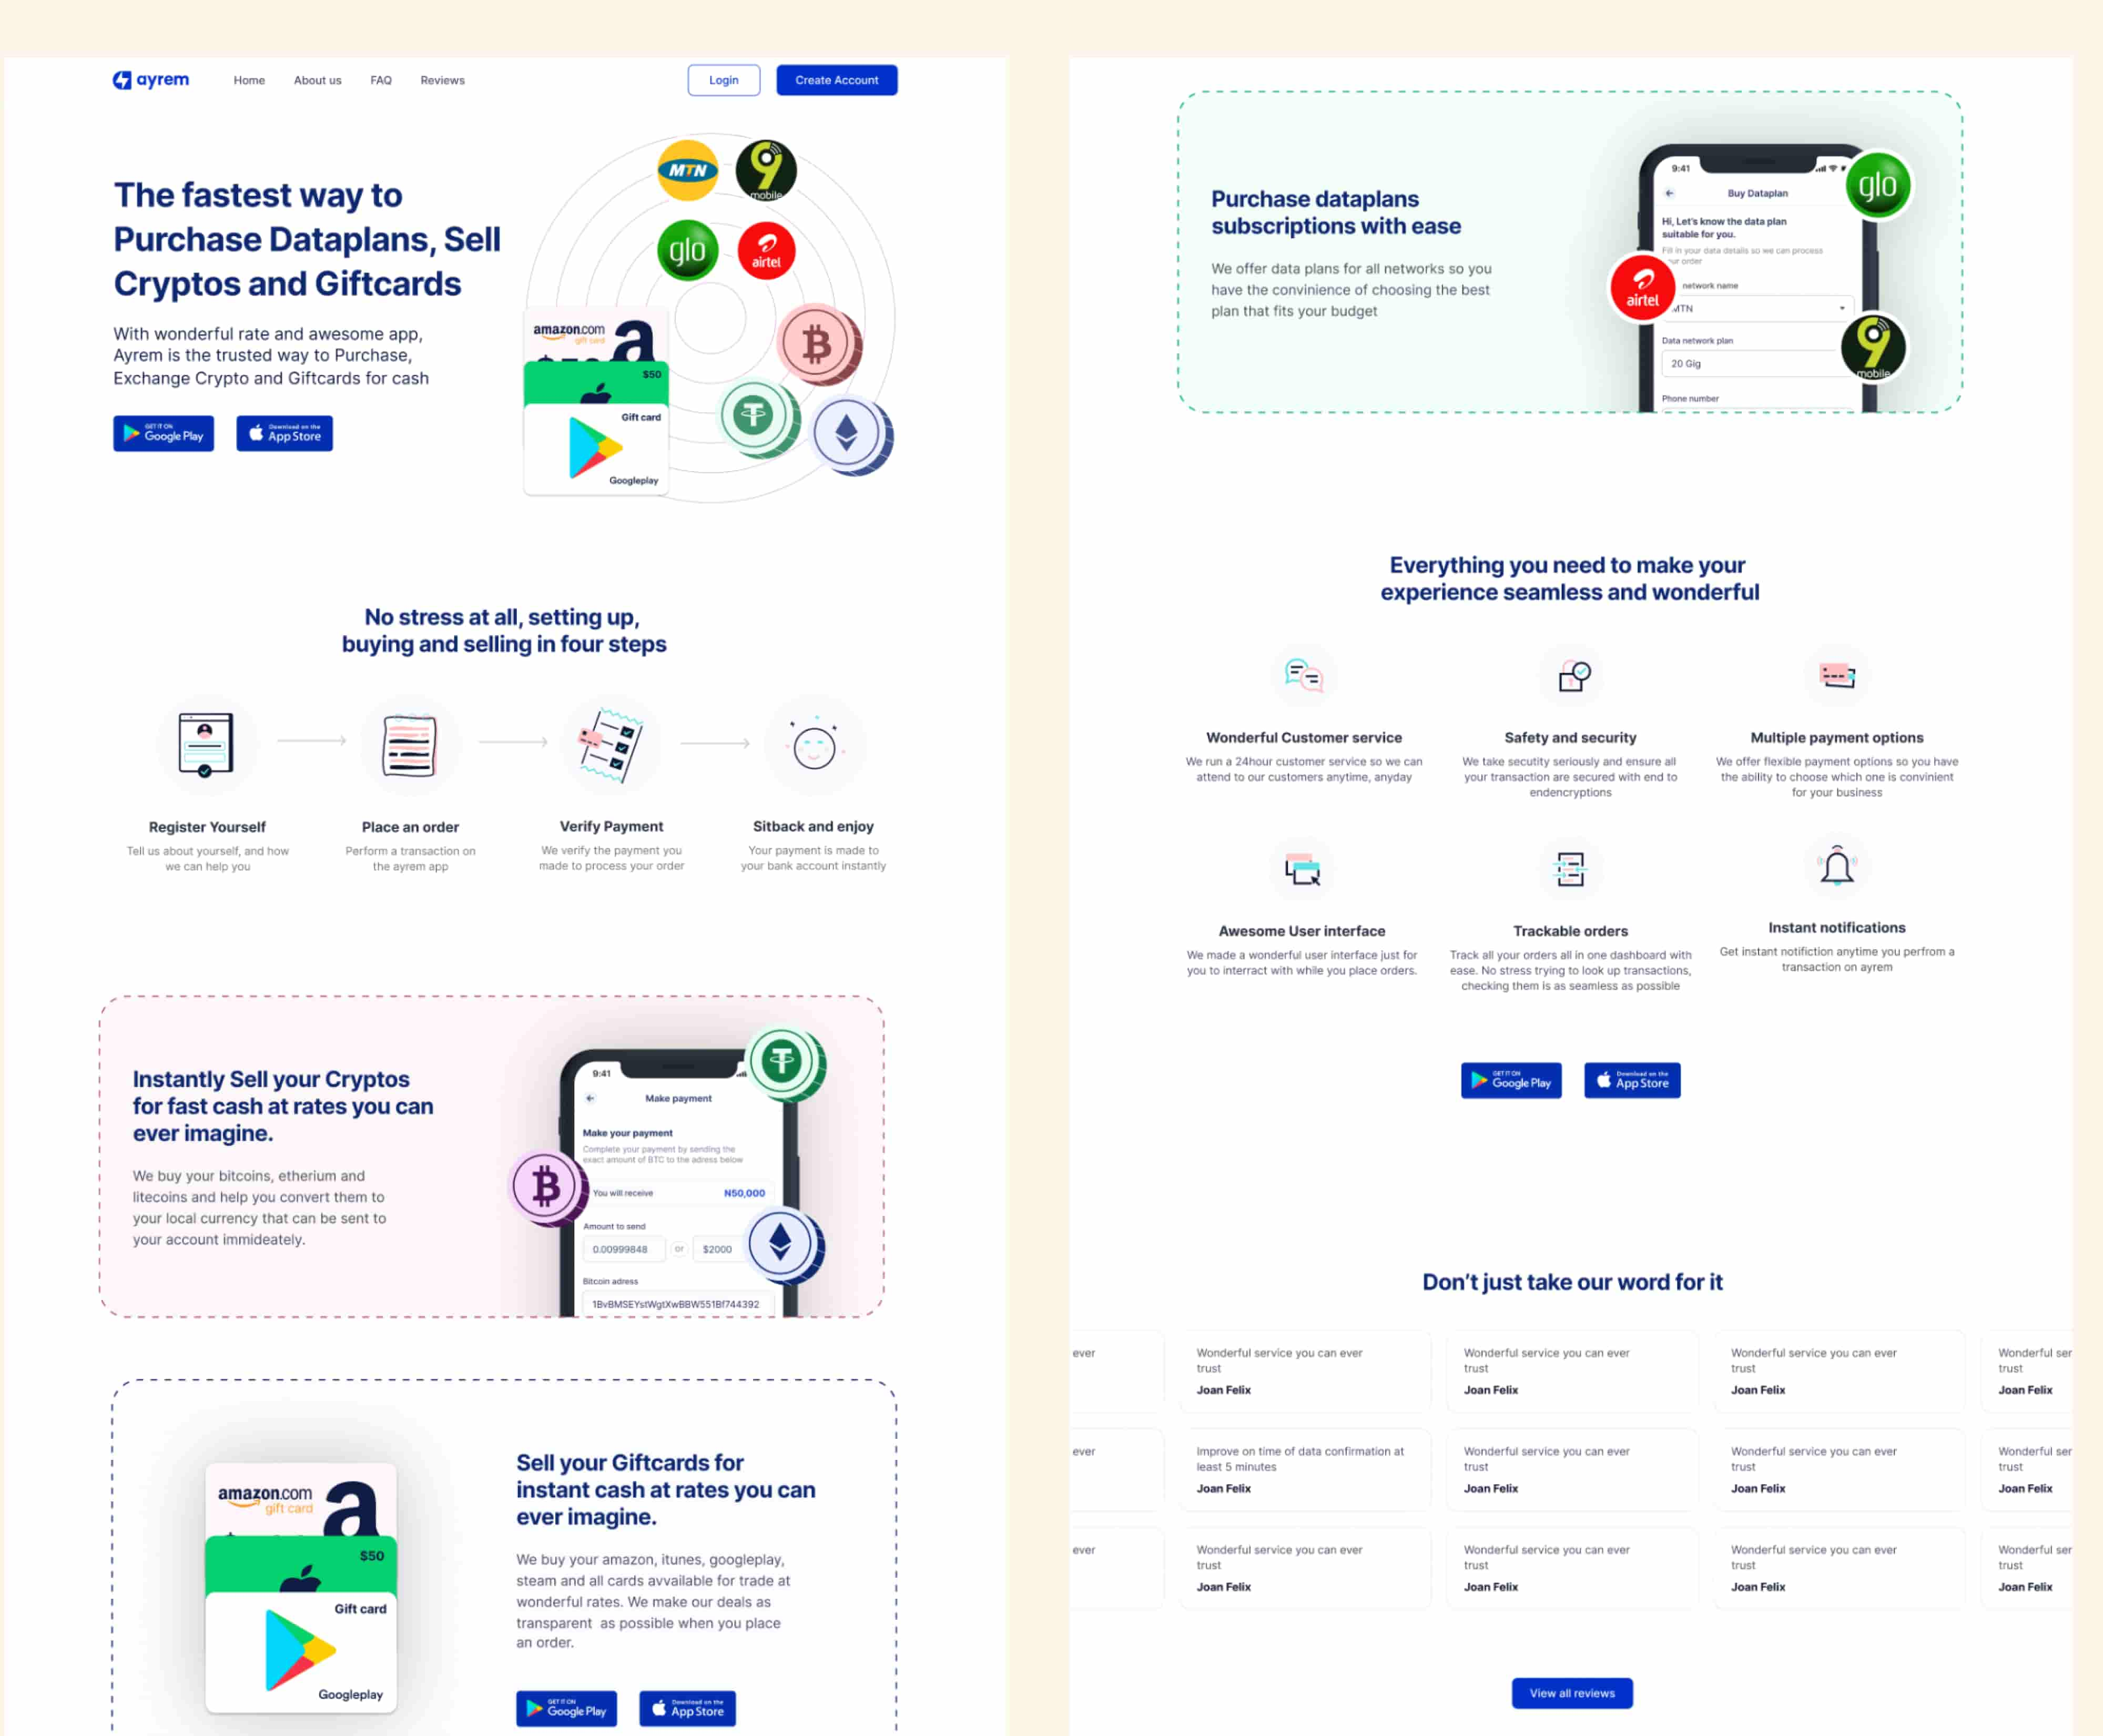 ayrem
Home
About us
FAQ
Reviews
Login
Create Account
The fastest way to
Purchase Dataplans, Sell
Cryptos and Giftcards
With wonderful rate and awesome app,
Ayrem is the trusted way to Purchase,
Exchange Crypto and Giftcards for cash
GET IT ON
Google Play
Download on the
App Store
MTN
9
mobile
glo
airtel
amazon.com
gift card
a
$50
Gift card
Googleplay
No stress at all, setting up,
buying and selling in four steps
Register Yourself
Tell us about yourself, and how
we can help you
Place an order
Perform a transaction on
the ayrem app
Verify Payment
We verify the payment you
made to process your order
Sitback and enjoy
Your payment is made to
your bank account instantly
Instantly Sell your Cryptos
for fast cash at rates you can
ever imagine.
We buy your bitcoins, etherium and
litecoins and help you convert them to
your local currency that can be sent to
your account immideately.
9:41
Make payment
Make your payment
Complete your payment by sending the
exact amount of BTC to the adress below
You will receive
N50,000
Amount to send
0.00999848
or
$2000
Bitcoin adress
1BvBMSEYstWgtXwBBW551Bf744392
amazon.com
gift card
a
$50
Gift card
Googleplay
Sell your Giftcards for
instant cash at rates you can
ever imagine.
We buy your amazon, itunes, googleplay,
steam and all cards avvailable for trade at
wonderful rates. We make our deals as
transparent as possible when you place
an order.
GET IT ON
Google Play
Download on the
App Store
Purchase dataplans
subscriptions with ease
We offer data plans for all networks so you
have the convinience of choosing the best
plan that fits your budget
9:41
Buy Dataplan
Hi, Let's know the data plan
suitable for you.
Fill in your data details so we can process
order
network name
MTN
Data network plan
20 Gig
Phone number
glo
airtel
9
mobile
Everything you need to make your
experience seamless and wonderful
Wonderful Customer service
We run a 24hour customer service so we can
attend to our customers anytime, anyday
Safety and security
We take secutity seriously and ensure all
your transaction are secured with end to
endencryptions
Multiple payment options
We offer flexible payment options so you have
the ability to choose which one is convinient
for your business
Awesome User interface
We made a wonderful user interface just for
you to interract with while you place orders.
Trackable orders
Track all your orders all in one dashboard with
ease. No stress trying to look up transactions,
checking them is as seamless as possible
Instant notifications
Get instant notifiction anytime you perfrom a
transaction on ayrem
GET IT ON
Google Play
Download on the
App Store
Don't just take our word for it
ever
Wonderful service you can ever
trust
Joan Felix
Wonderful service you can ever
trust
Joan Felix
Wonderful service you can ever
trust
Joan Felix
Wonderful ser
trust
Joan Felix
ever
Improve on time of data confirmation at
least 5 minutes
Joan Felix
Wonderful service you can ever
trust
Joan Felix
Wonderful service you can ever
trust
Joan Felix
Wonderful ser
trust
Joan Felix
ever
Wonderful service you can ever
trust
Joan Felix
Wonderful service you can ever
trust
Joan Felix
Wonderful service you can ever
trust
Joan Felix
Wonderful ser
trust
Joan Felix
View all reviews